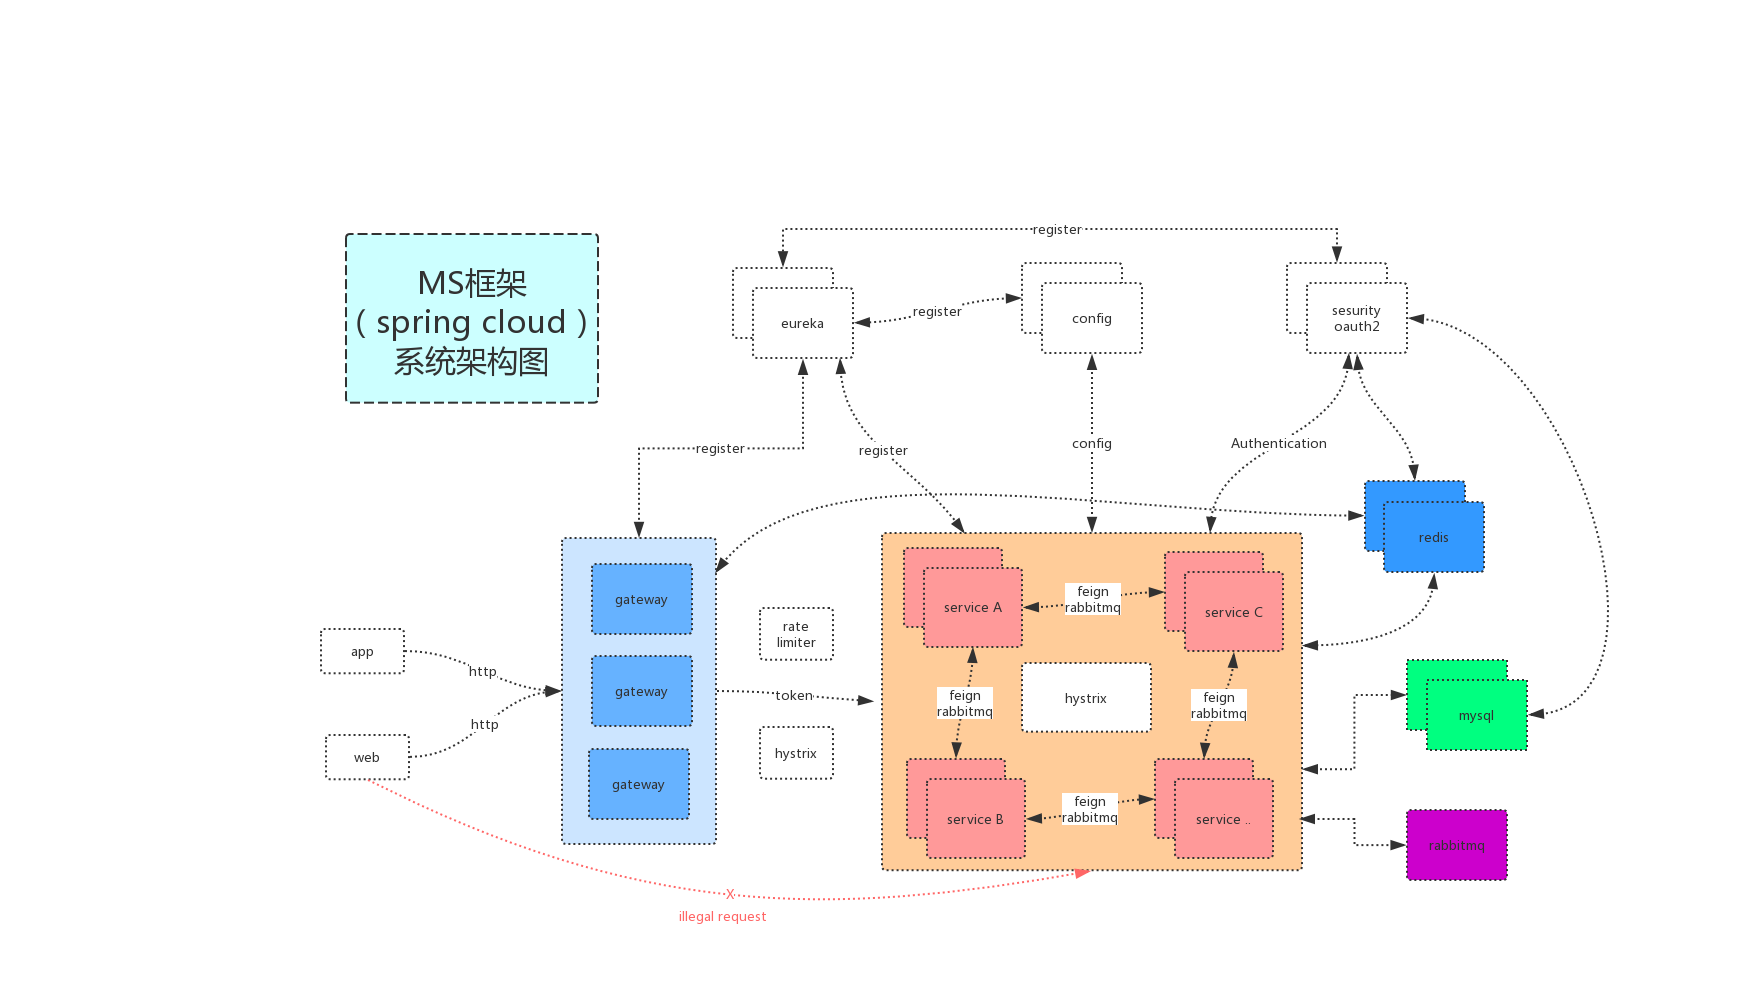 register
MS框架
（spring cloud）
系统架构图
eureka
register
config
sesurity
oauth2
register
register
config
Authentication
redis
gateway
gateway
gateway
app
http
web
http
rate
limiter
token
hystrix
service A
feign
rabbitmq
service C
feign
rabbitmq
hystrix
feign
rabbitmq
service B
feign
rabbitmq
service ..
mysql
rabbitmq
X
illegal request